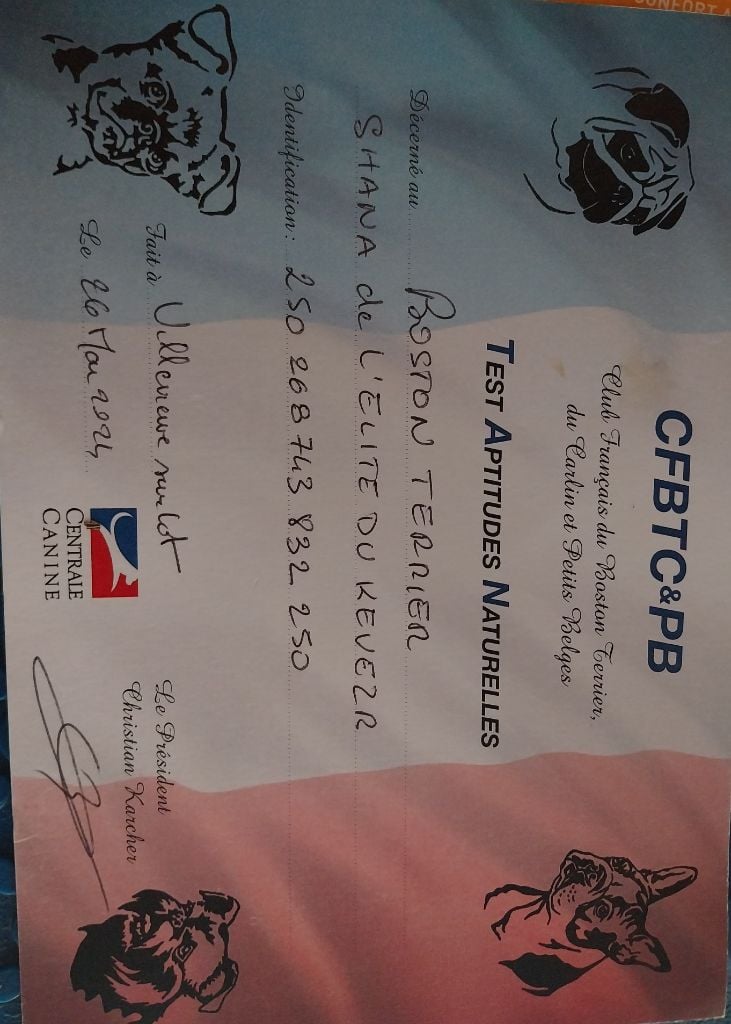 CONFORT
CFBTC&PB
Club Français du Boston Terrier,
du Carlin et Petits Belges
TEST APTITUDES NATURELLES
Décerné au BOSTON TERRIER
SHANA de L'ÉLITE DU KEVEZR
Identification : 250 268 743 832 250
Fait à Villeneuve sur lot
Le 26 Mai 2024
CENTRALE
CANINE
Le Président
Christian Karcher